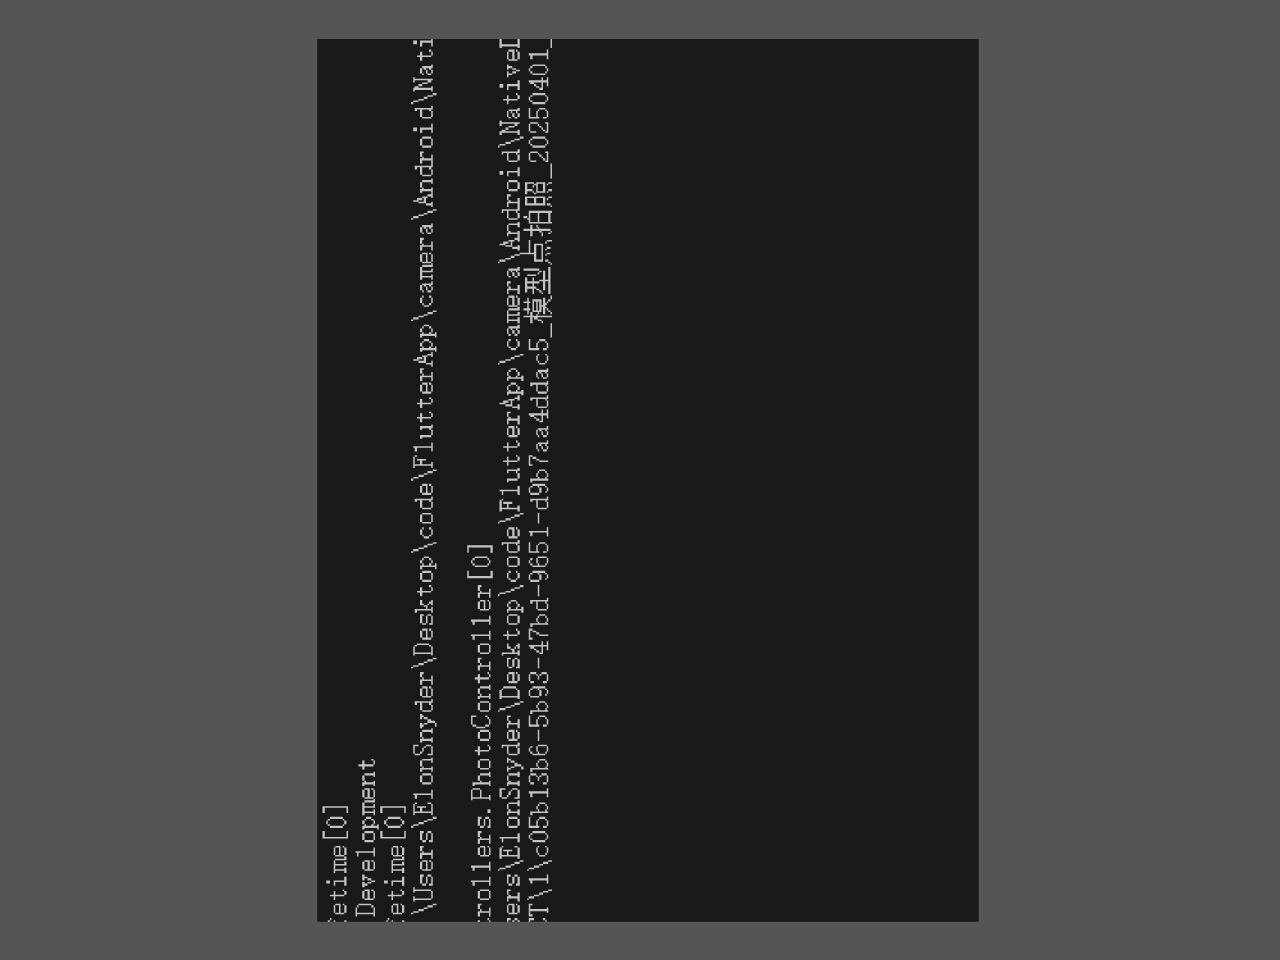 fetime[0]
Development
fetime[0]
\Users\ElonSnyder\Desktop\code\FlutterApp\camera\Android\Nati
trollers.PhotoController[0]
sers\ElonSnyder\Desktop\code\FlutterApp\camera\Android\NativeD
CT\1\c05b13b6-5b93-47bd-9651-d9b7aa4ddac5_模型点拍照_20250401_